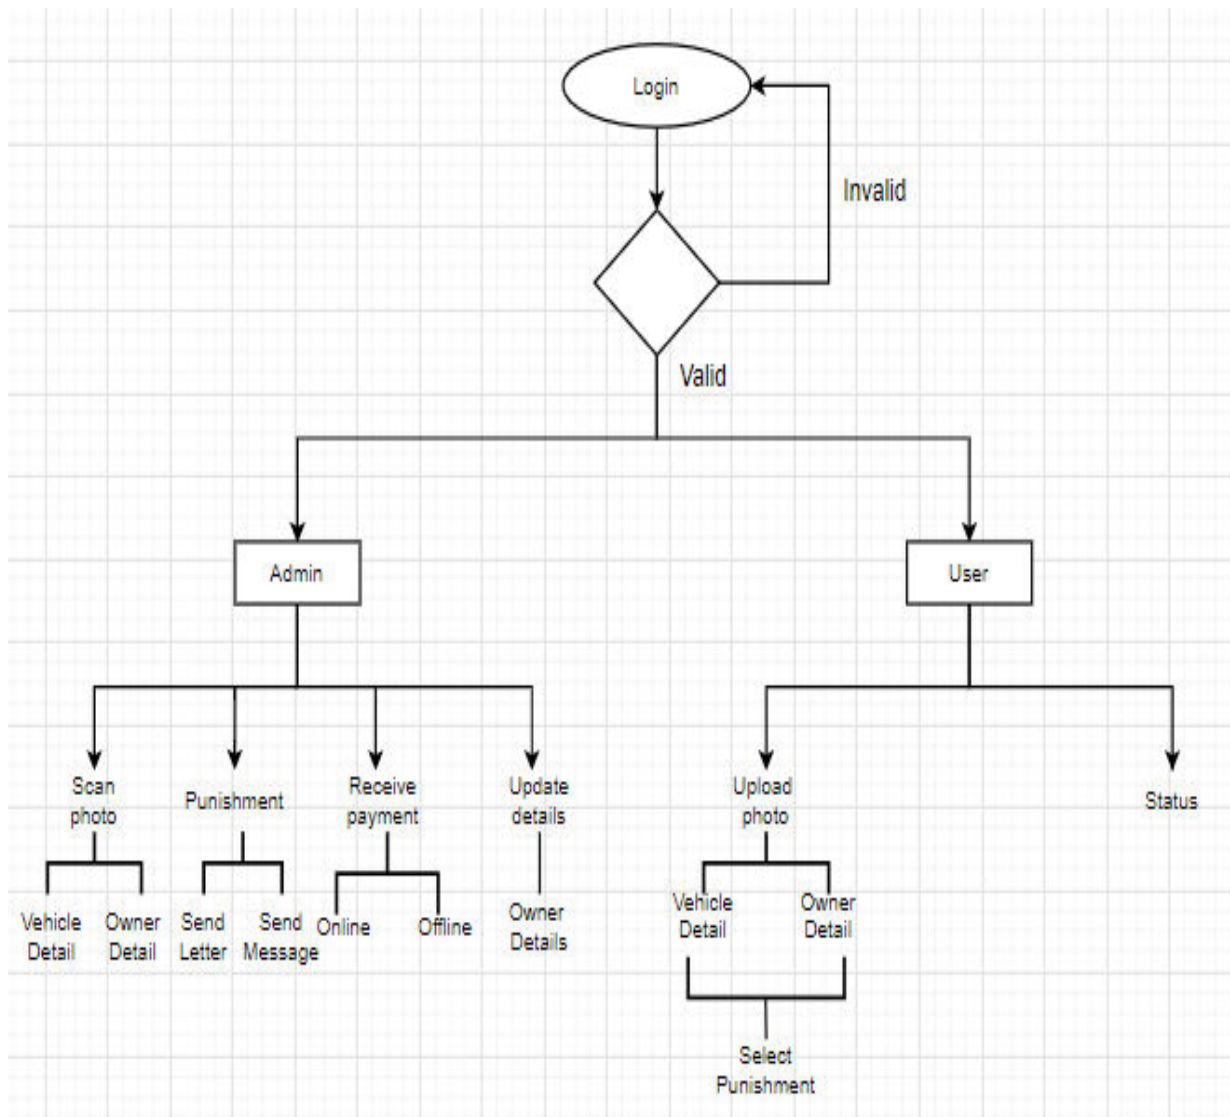 Login
Invalid
Valid
Admin
User
Scan
photo
Punishment
Receive
payment
Update
details
Upload
photo
Status
Vehicle
Detail
Owner
Detail
Send
Letter
Send
Message
Online
Offline
Owner
Details
Vehicle
Detail
Owner
Detail
Select
Punishment